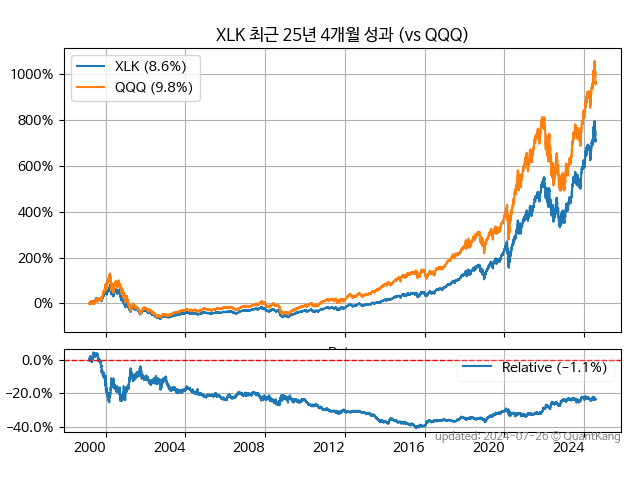 XLK 최근 25년 4개월 성과 (vs QQQ)
XLK (8.6%)
QQQ (9.8%)
1000%
800%
600%
400%
200%
0%
0.0%
−20.0%
−40.0%
Relative (−1.1%)
2000 2004 2008 2012 2016 2020 2024
updated: 2024-07-26 © QuantKang